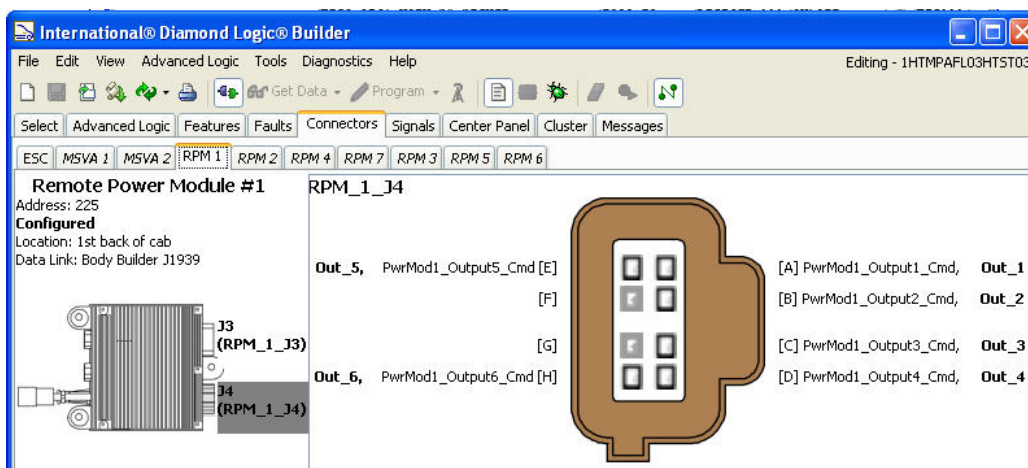 International® Diamond Logic® Builder
File Edit View Advanced Logic Tools Diagnostics Help Editing - 1HTMPAFL03HTST03
Get Data Program
Select Advanced Logic Features Faults Connectors Signals Center Panel Cluster Messages
ESC MSVA 1 MSVA 2 RPM 1 RPM 2 RPM 4 RPM 7 RPM 3 RPM 5 RPM 6
Remote Power Module #1
Address: 225
Configured
Location: 1st back of cab
Data Link: Body Builder J1939
J3
(RPM_1_J3)
J4
(RPM_1_J4)
RPM_1_J4
Out_5, PwrMod1_Output5_Cmd [E] [A] PwrMod1_Output1_Cmd, Out_1
[F] [B] PwrMod1_Output2_Cmd, Out_2
[G] [C] PwrMod1_Output3_Cmd, Out_3
Out_6, PwrMod1_Output6_Cmd [H] [D] PwrMod1_Output4_Cmd, Out_4